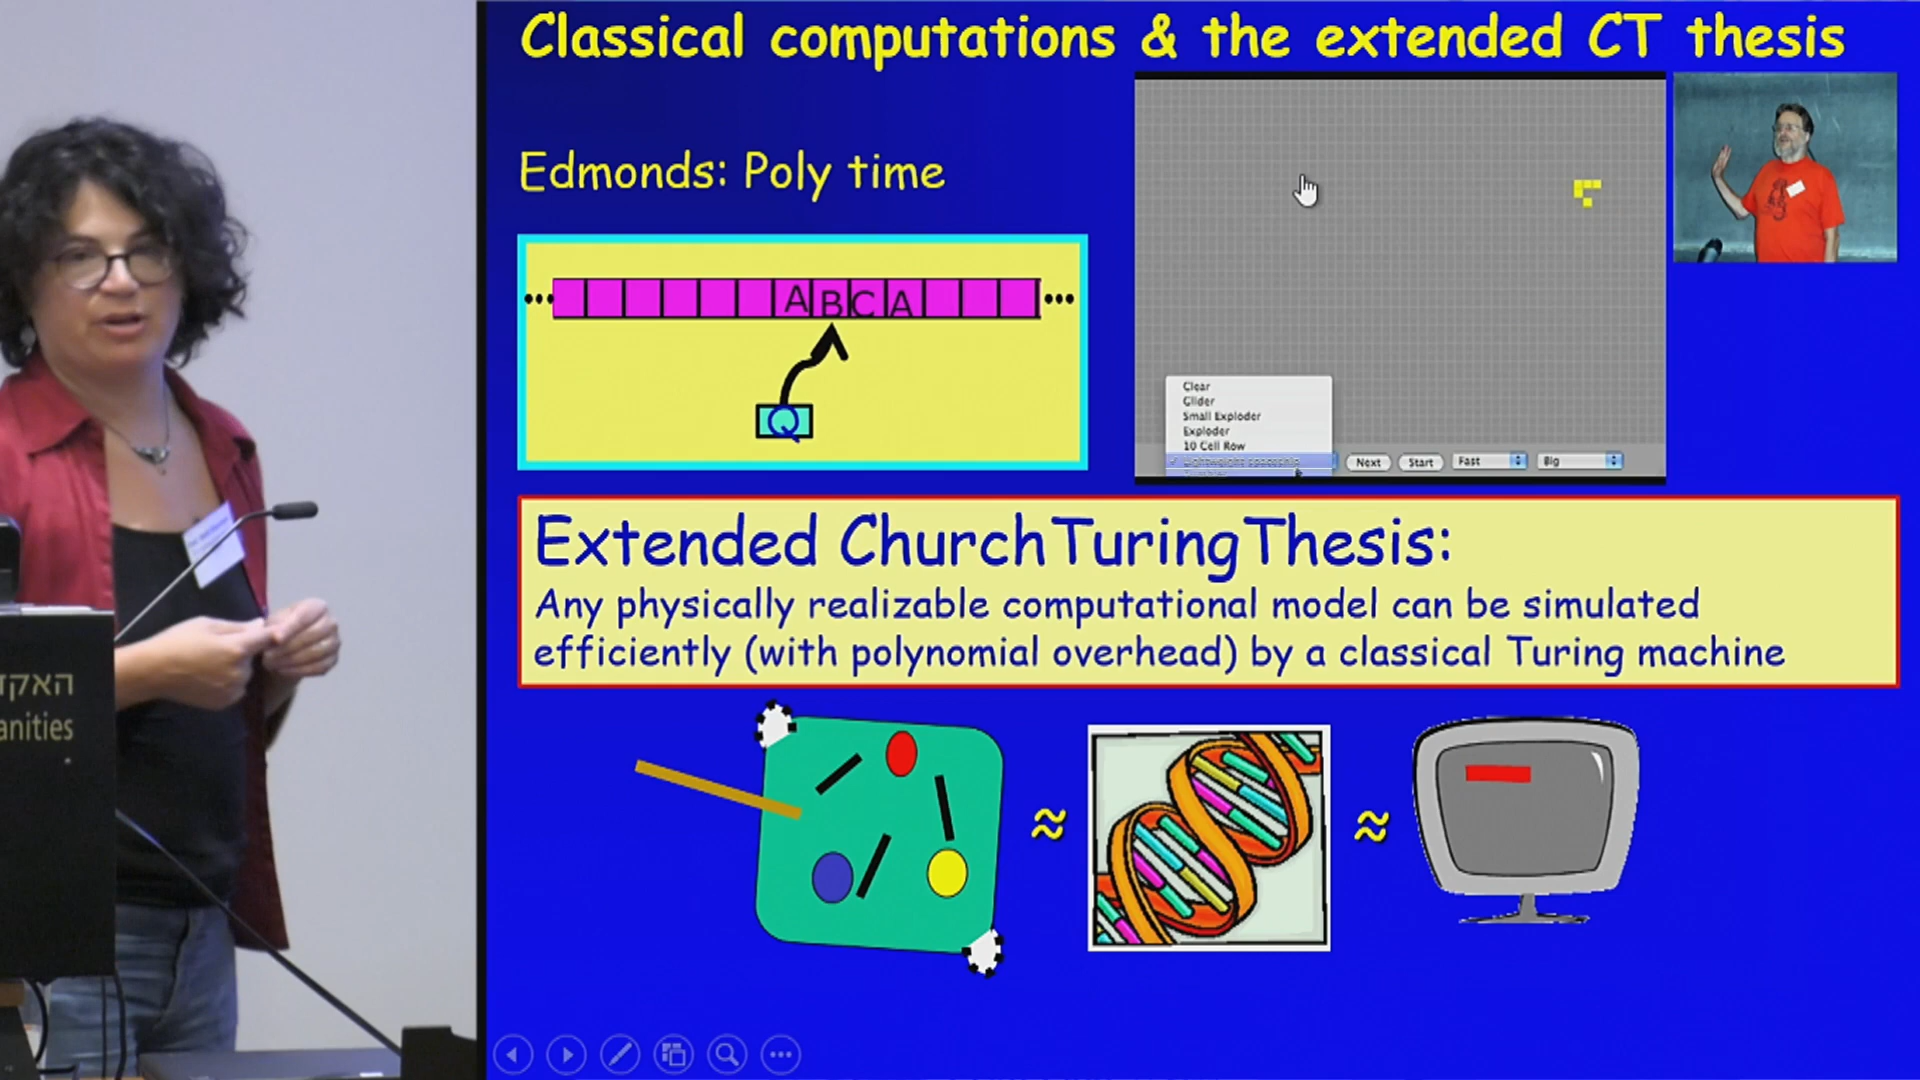 Classical computations & the extended CT thesis
Edmonds: Poly time
A B C A
Q
Clear
Glider
Small Exploder
Exploder
10 Cell Row
Lightweight spaceship
Next
Start
Fast
Big
Extended ChurchTuringThesis:
Any physically realizable computational model can be simulated
efficiently (with polynomial overhead) by a classical Turing machine
≈
≈
האקד
anities